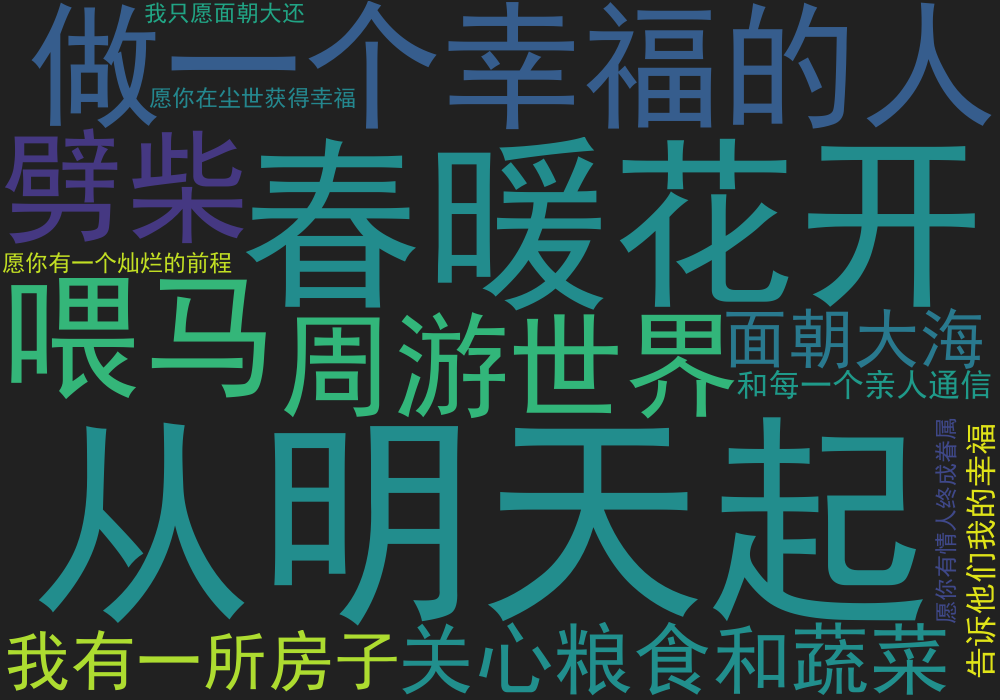 我只愿面朝大还
做一个幸福的人
愿你在尘世获得幸福
劈柴
春暖花开
愿你有一个灿烂的前程
喂马
周游世界
面朝大海
和每一个亲人通信
从明天起
愿你有情人终成眷属
告诉他们我的幸福
我有一所房子
关心粮食和蔬菜